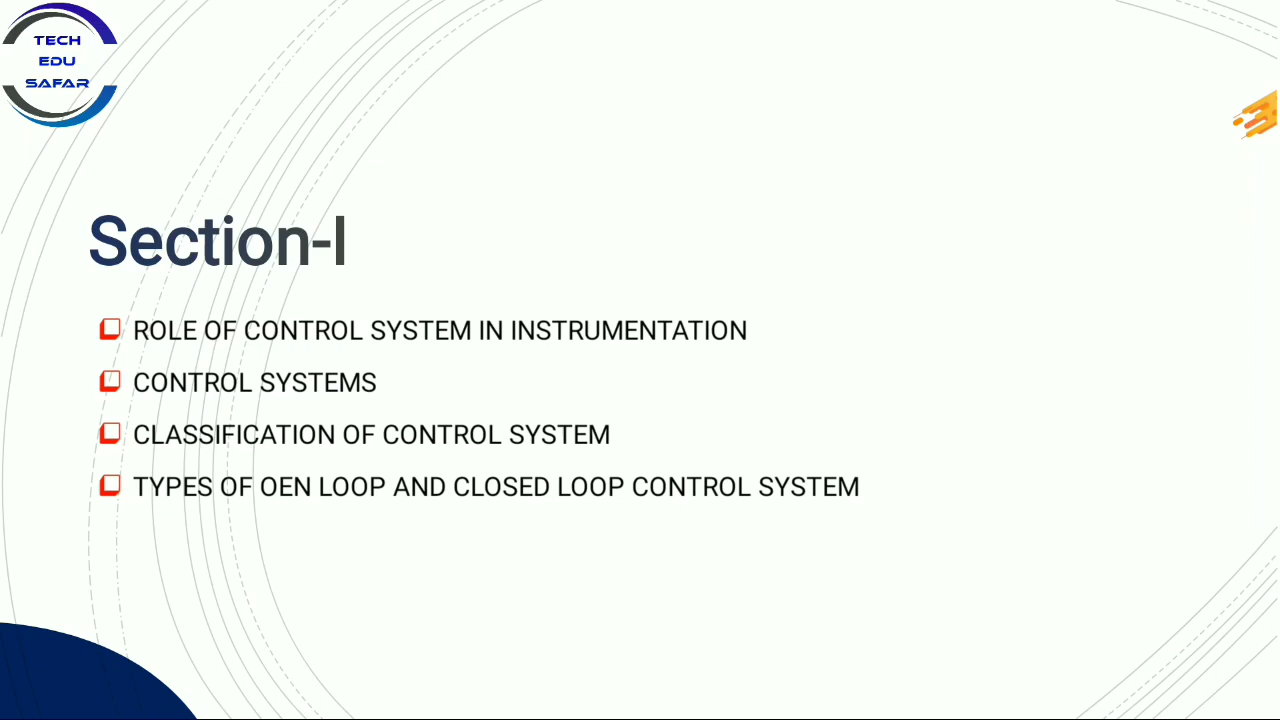 TECH
EDU
SAFAR
Section-I
ROLE OF CONTROL SYSTEM IN INSTRUMENTATION
CONTROL SYSTEMS
CLASSIFICATION OF CONTROL SYSTEM
TYPES OF OEN LOOP AND CLOSED LOOP CONTROL SYSTEM